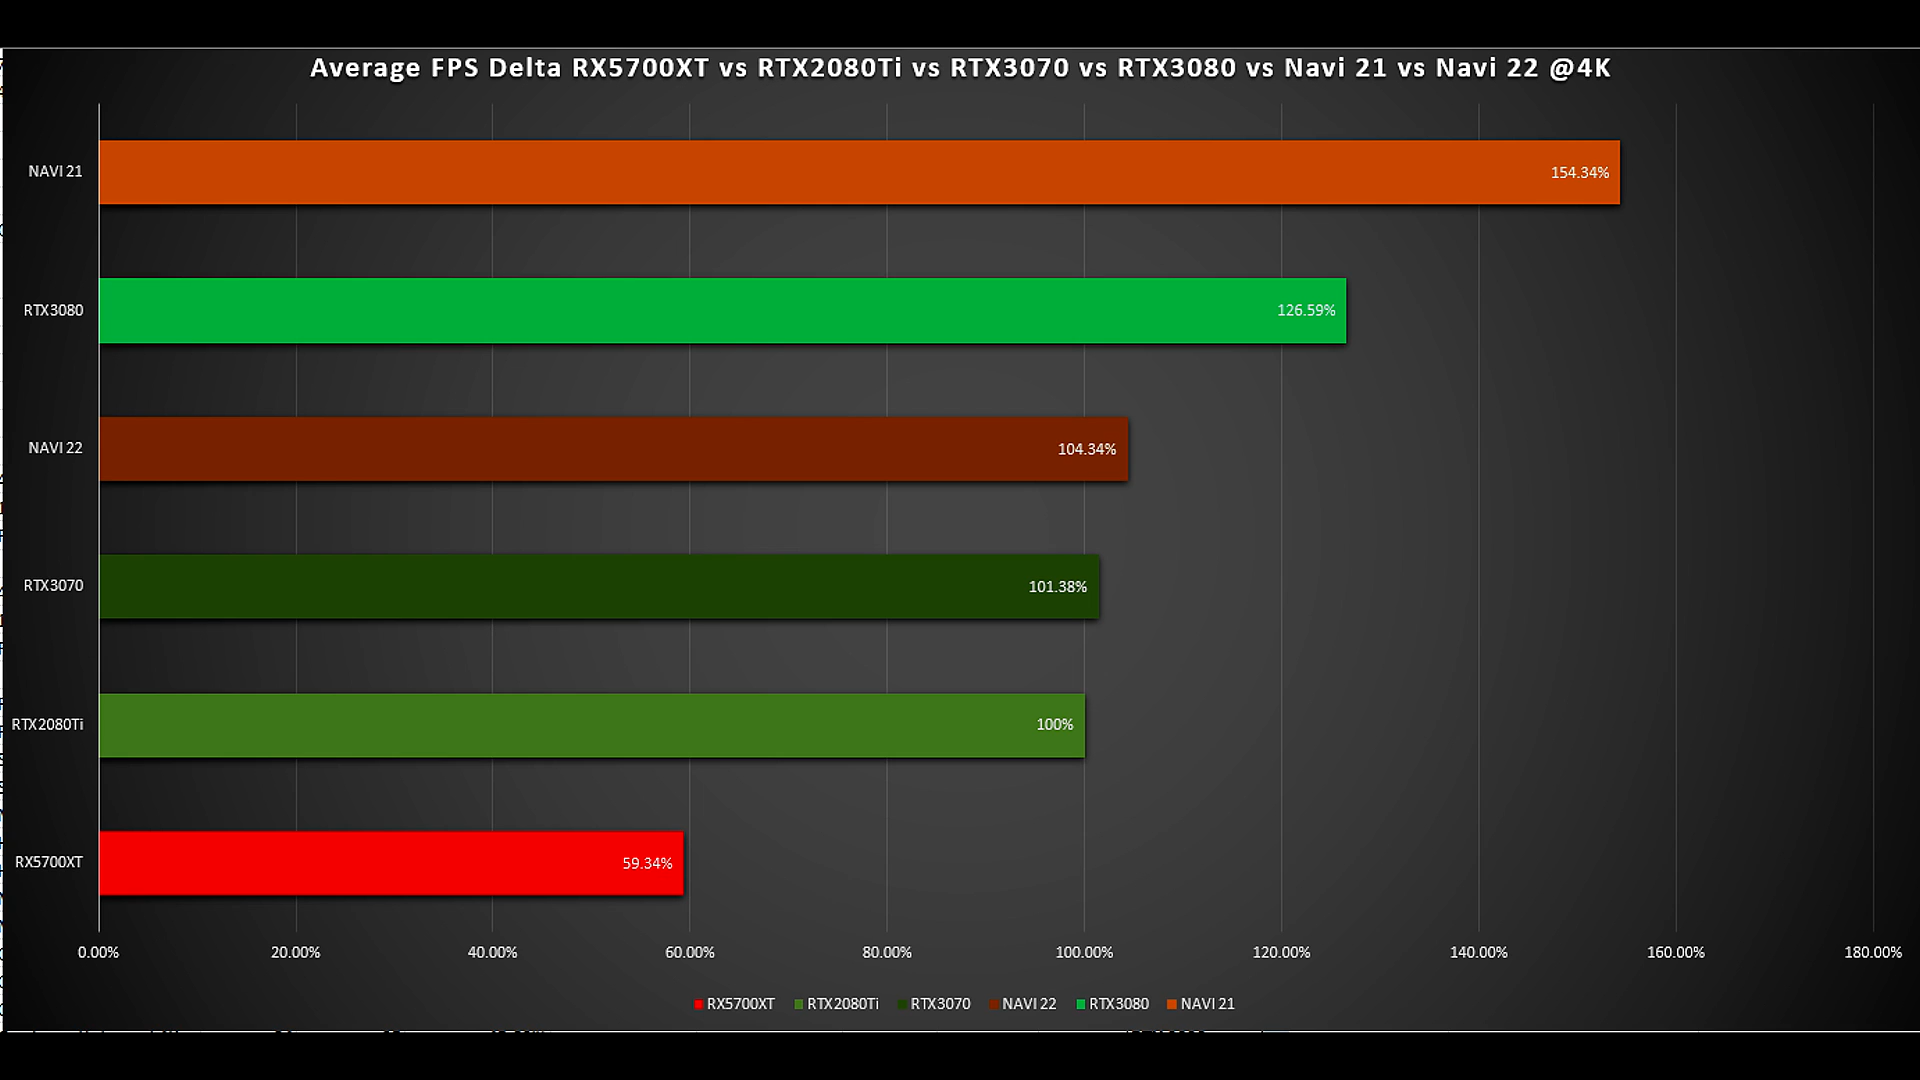 Average FPS Delta RX5700XT vs RTX2080Ti vs RTX3070 vs RTX3080 vs Navi 21 vs Navi 22 @4K
NAVI 21
154.34%
RTX3080
126.59%
NAVI 22
104.34%
RTX3070
101.38%
RTX2080Ti
100%
RX5700XT
59.34%
0.00% 20.00% 40.00% 60.00% 80.00% 100.00% 120.00% 140.00% 160.00% 180.00%
RX5700XT RTX2080Ti RTX3070 NAVI 22 RTX3080 NAVI 21